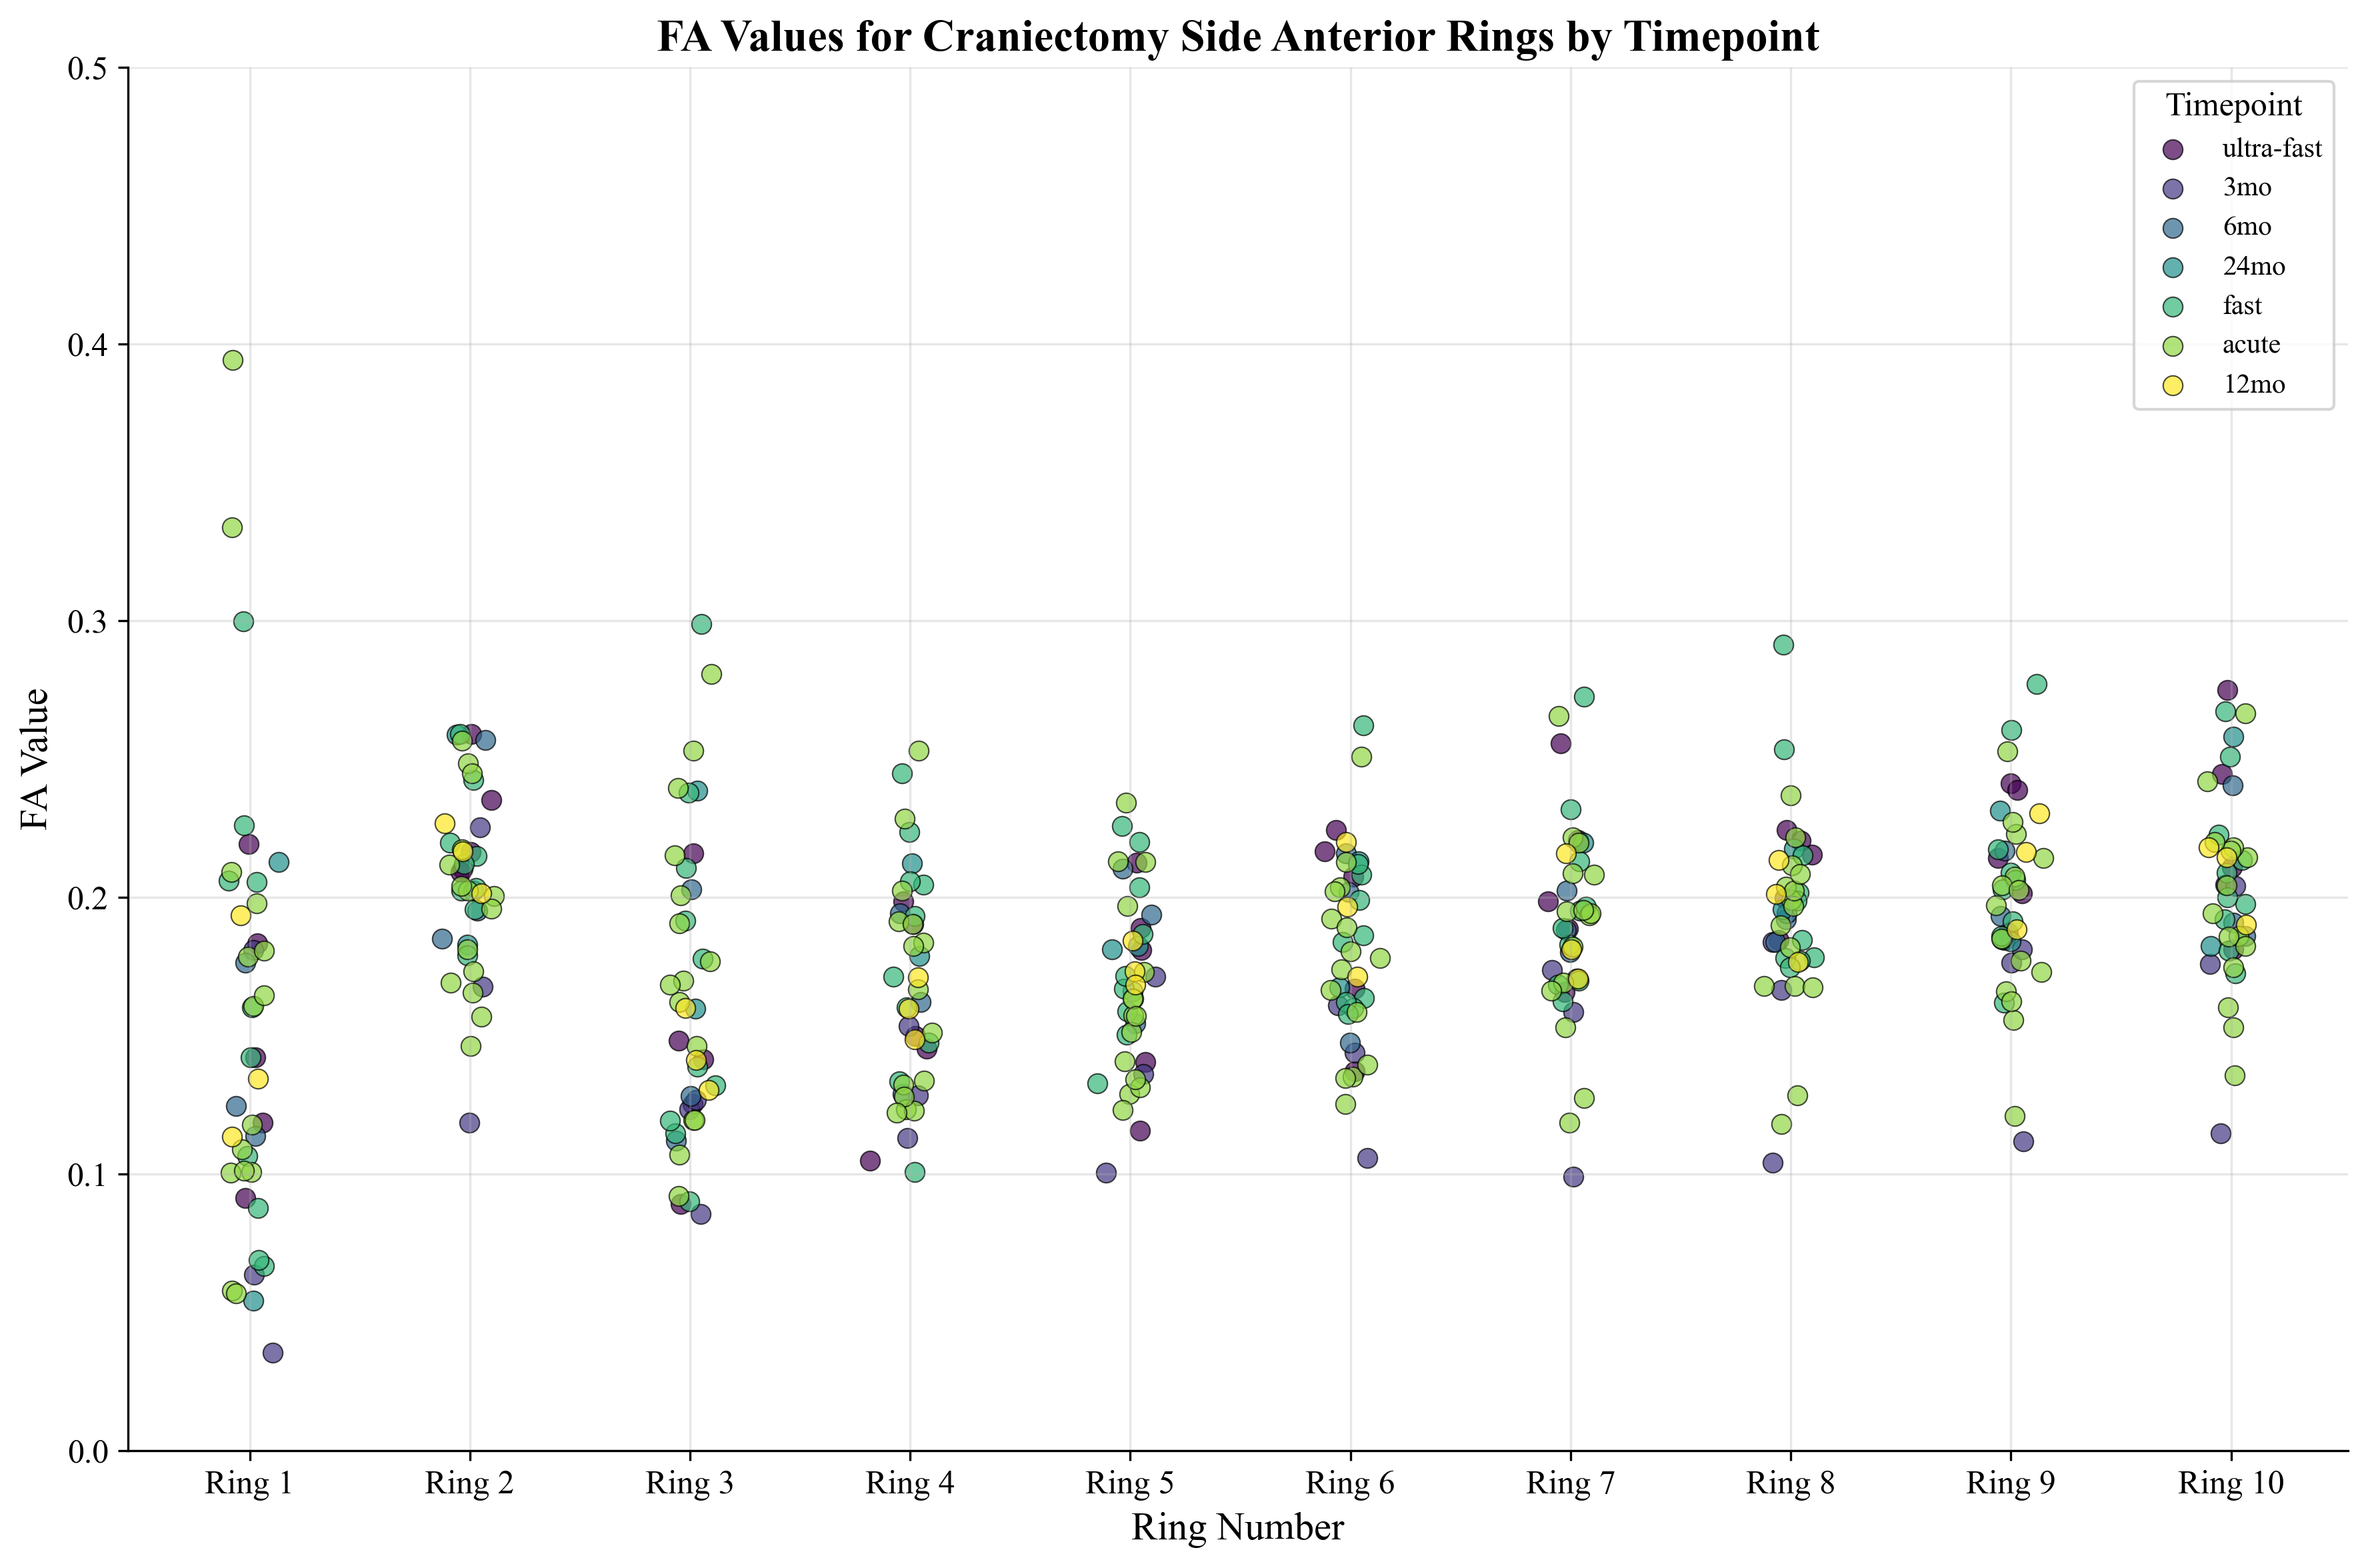 FA Values for Craniectomy Side Anterior Rings by Timepoint
0.5
0.4
0.3
0.2
0.1
0.0
FA Value
Timepoint
ultra-fast
3mo
6mo
24mo
fast
acute
12mo
Ring 1 Ring 2 Ring 3 Ring 4 Ring 5 Ring 6 Ring 7 Ring 8 Ring 9 Ring 10
Ring Number